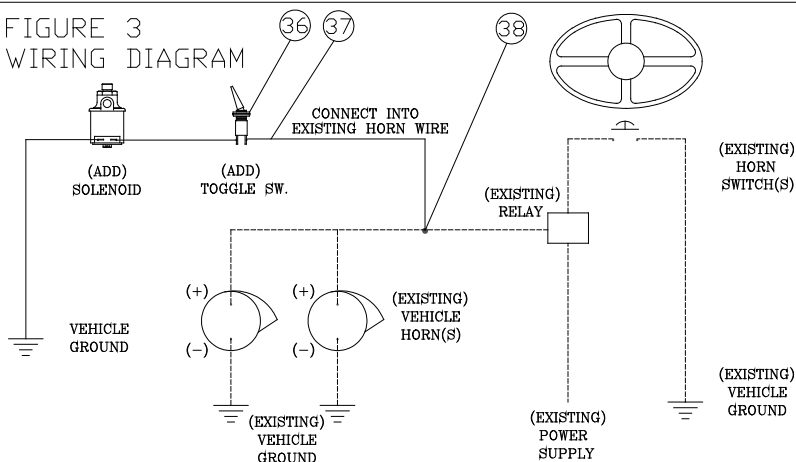 FIGURE 3
WIRING DIAGRAM
36
37
38
CONNECT INTO
EXISTING HORN WIRE
(ADD)
SOLENOID
(ADD)
TOGGLE SW.
(EXISTING)
RELAY
(EXISTING)
HORN
SWITCH(S)
(+)
(-)
(+)
(-)
(EXISTING)
VEHICLE
HORN(S)
VEHICLE
GROUND
(EXISTING)
VEHICLE
GROUND
(EXISTING)
POWER
SUPPLY
(EXISTING)
VEHICLE
GROUND